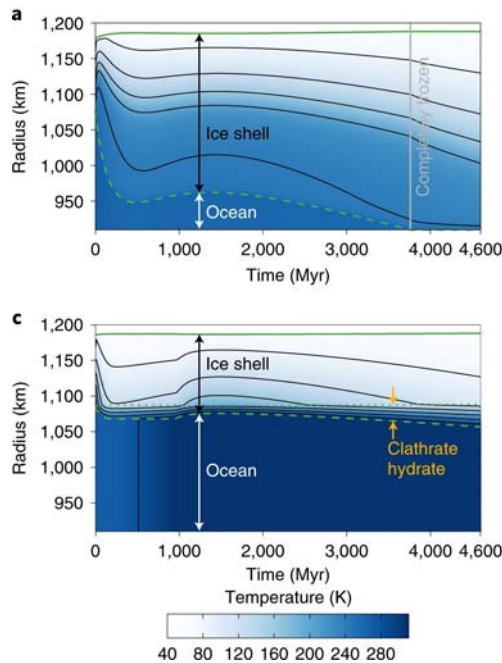 a
1,200
1,150
1,100
1,050
1,000
950
Radius (km)
Ice shell
Ocean
Completely frozen
0 1,000 2,000 3,000 4,000 4,600
Time (Myr)
c
1,200
1,150
1,100
1,050
1,000
950
Radius (km)
Ice shell
Ocean
Clathrate
hydrate
0 1,000 2,000 3,000 4,000 4,600
Time (Myr)
Temperature (K)
40 80 120 160 200 240 280